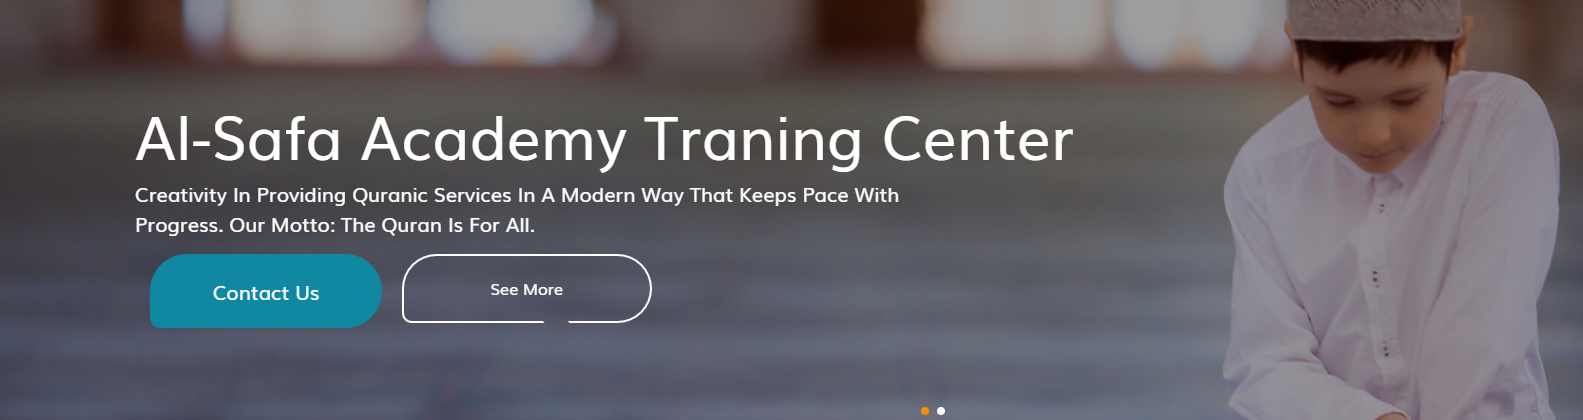 Al-Safa Academy Traning Center
Creativity In Providing Quranic Services In A Modern Way That Keeps Pace With
Progress. Our Motto: The Quran Is For All.
Contact Us
See More